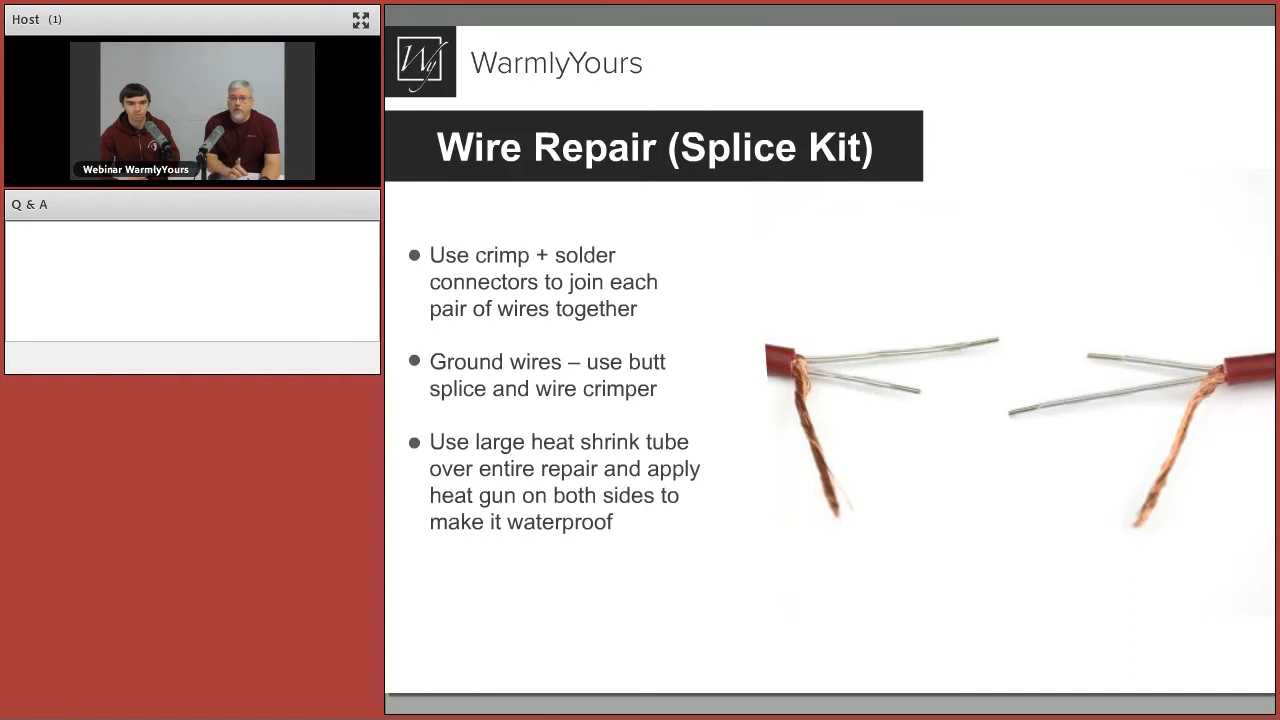 Host (1)
Webinar WarmlyYours
Q & A
Wy WarmlyYours
Wire Repair (Splice Kit)
● Use crimp + solder
connectors to join each
pair of wires together
● Ground wires – use butt
splice and wire crimper
● Use large heat shrink tube
over entire repair and apply
heat gun on both sides to
make it waterproof